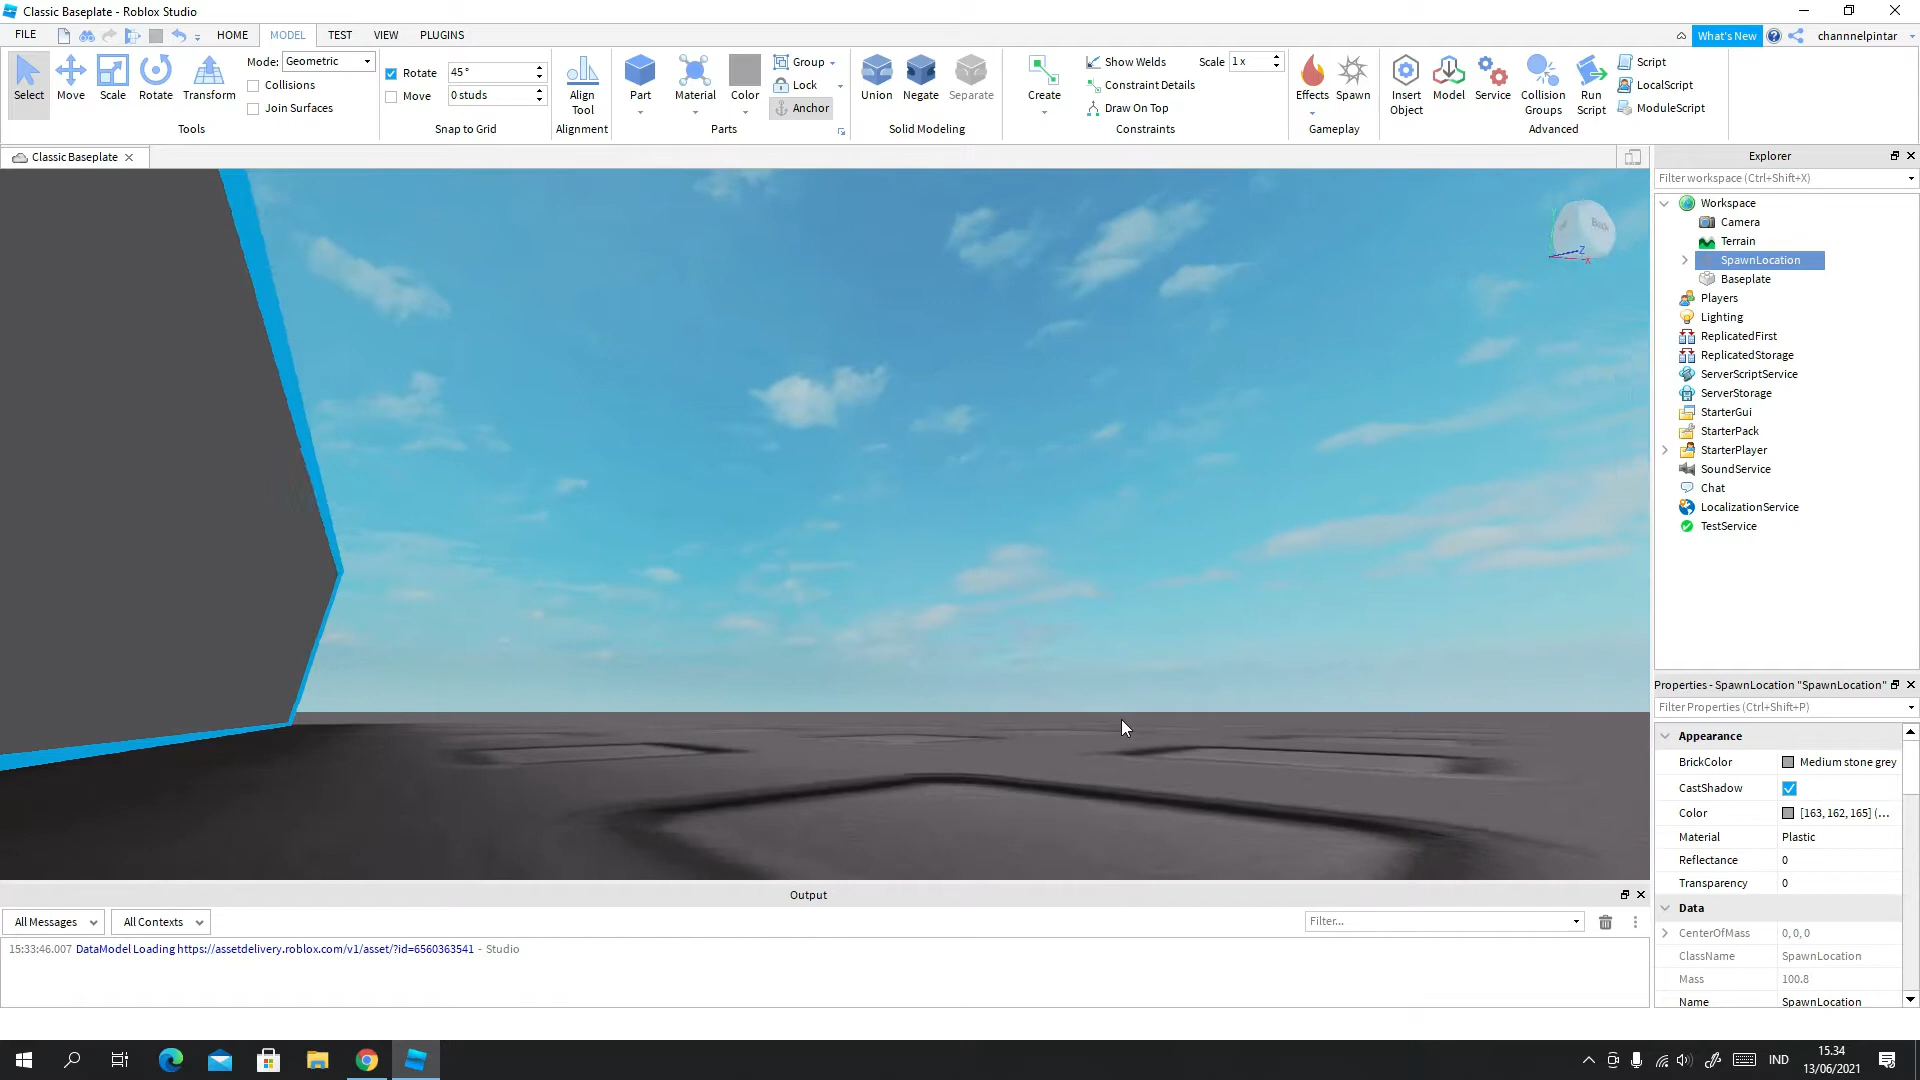 Classic Baseplate - Roblox Studio
FILE HOME MODEL TEST VIEW PLUGINS What's New channnelpintar
Select Move Scale Rotate Transform
Mode: Geometric
Collisions
Join Surfaces
Tools
Rotate 45°
Move 0 studs
Snap to Grid
Align Tool
Alignment
Part Material Color
Group
Lock
Anchor
Parts
Union Negate Separate
Solid Modeling
Create
Show Welds
Constraint Details
Draw On Top
Scale 1 x
Constraints
Effects Spawn
Gameplay
Insert Object Model Service Collision Groups Run Script
Script
LocalScript
ModuleScript
Advanced
Classic Baseplate
Back
Y
Z
X
Explorer
Filter workspace (Ctrl+Shift+X)
Workspace
Camera
Terrain
SpawnLocation
Baseplate
Players
Lighting
ReplicatedFirst
ReplicatedStorage
ServerScriptService
ServerStorage
StarterGui
StarterPack
StarterPlayer
SoundService
Chat
LocalizationService
TestService
Properties - SpawnLocation "SpawnLocation"
Filter Properties (Ctrl+Shift+P)
Appearance
BrickColor Medium stone grey
CastShadow
Color [163, 162, 165] (...
Material Plastic
Reflectance 0
Transparency 0
Data
CenterOfMass 0, 0, 0
ClassName SpawnLocation
Mass 100.8
Name SpawnLocation
Output
All Messages All Contexts Filter...
15:33:46.007 DataModel Loading https://assetdelivery.roblox.com/v1/asset/?id=6560363541 - Studio
IND
15.34
13/06/2021